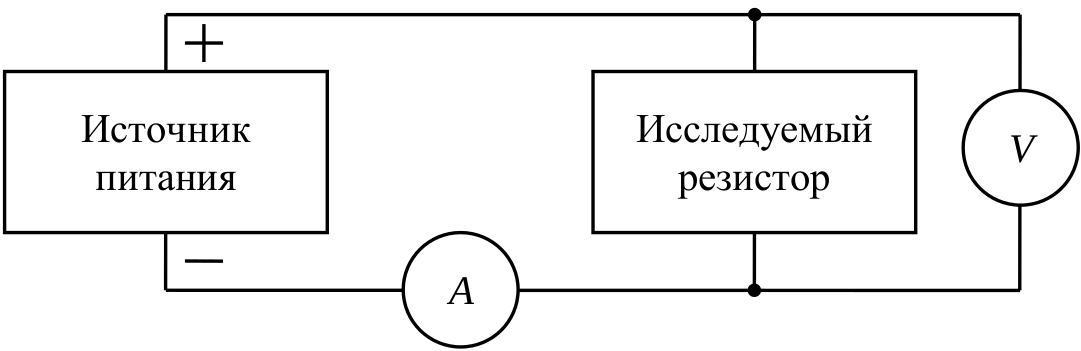 +
Источник
питания
−
A
Исследуемый
резистор
V